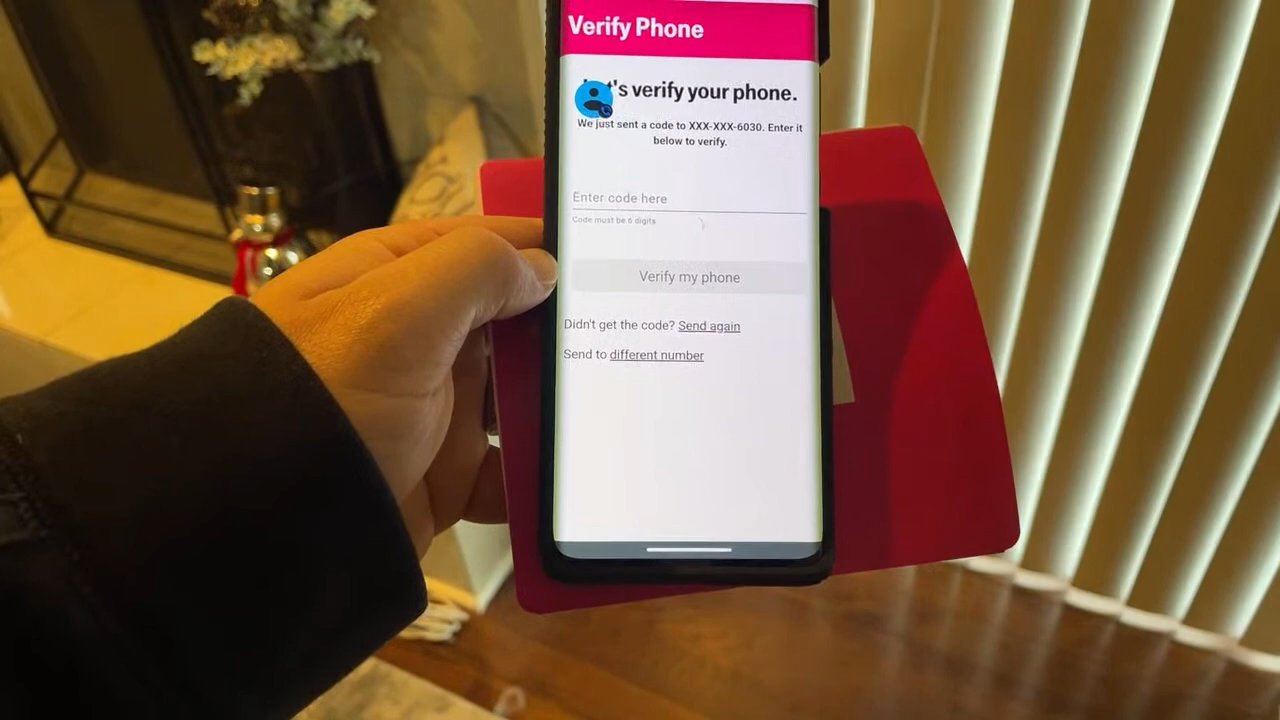 Verify Phone
't's verify your phone.
We just sent a code to XXX-XXX-6030. Enter it
below to verify.
Enter code here
Code must be 6 digits
Verify my phone
Didn't get the code? Send again
Send to different number